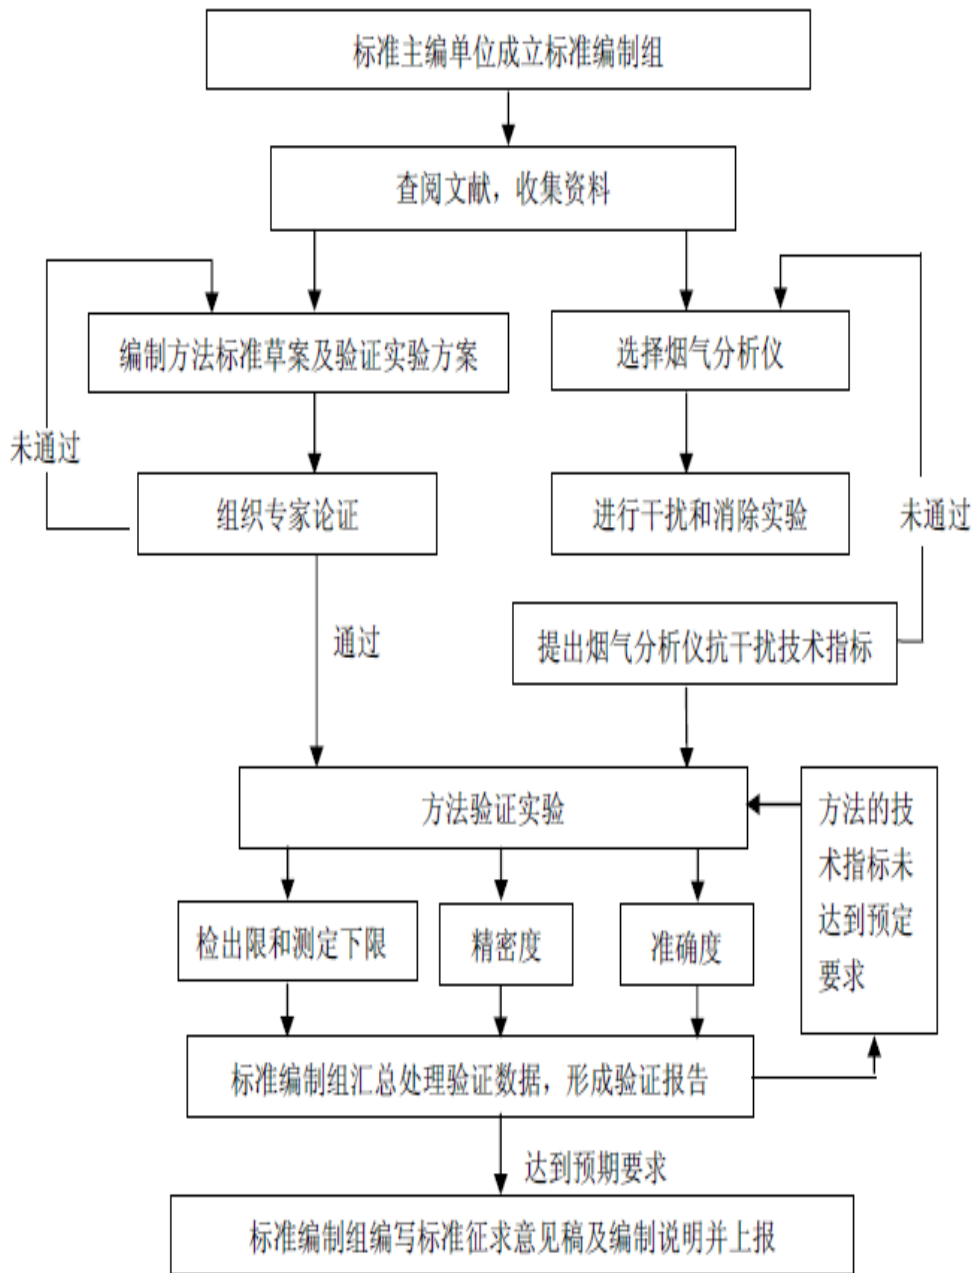 标准主编单位成立标准编制组
查阅文献，收集资料
编制方法标准草案及验证实验方案
选择烟气分析仪
未通过
组织专家论证
进行干扰和消除实验
未通过
通过
提出烟气分析仪抗干扰技术指标
方法验证实验
方法的技
术指标未
达到预定
要求
检出限和测定下限
精密度
准确度
标准编制组汇总处理验证数据，形成验证报告
达到预期要求
标准编制组编写标准征求意见稿及编制说明并上报